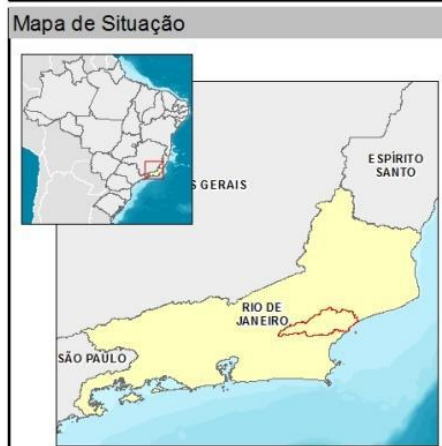 Mapa de Situação
ESPÍRITO
SANTO
S GERAIS
RIO DE
JANEIRO
SÃO PAULO